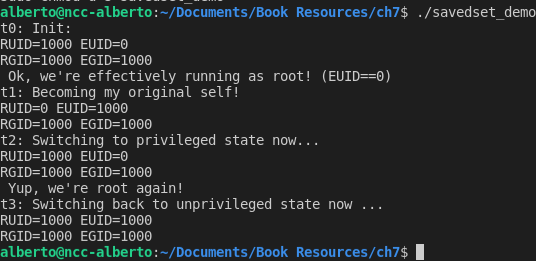 alberto@ncc-alberto:~/Documents/Book Resources/ch7$ ./savedset_demo
t0: Init:
RUID=1000 EUID=0
RGID=1000 EGID=1000
Ok, we're effectively running as root! (EUID==0)
t1: Becoming my original self!
RUID=0 EUID=1000
RGID=1000 EGID=1000
t2: Switching to privileged state now...
RUID=1000 EUID=0
RGID=1000 EGID=1000
Yup, we're root again!
t3: Switching back to unprivileged state now ...
RUID=1000 EUID=1000
RGID=1000 EGID=1000
alberto@ncc-alberto:~/Documents/Book Resources/ch7$